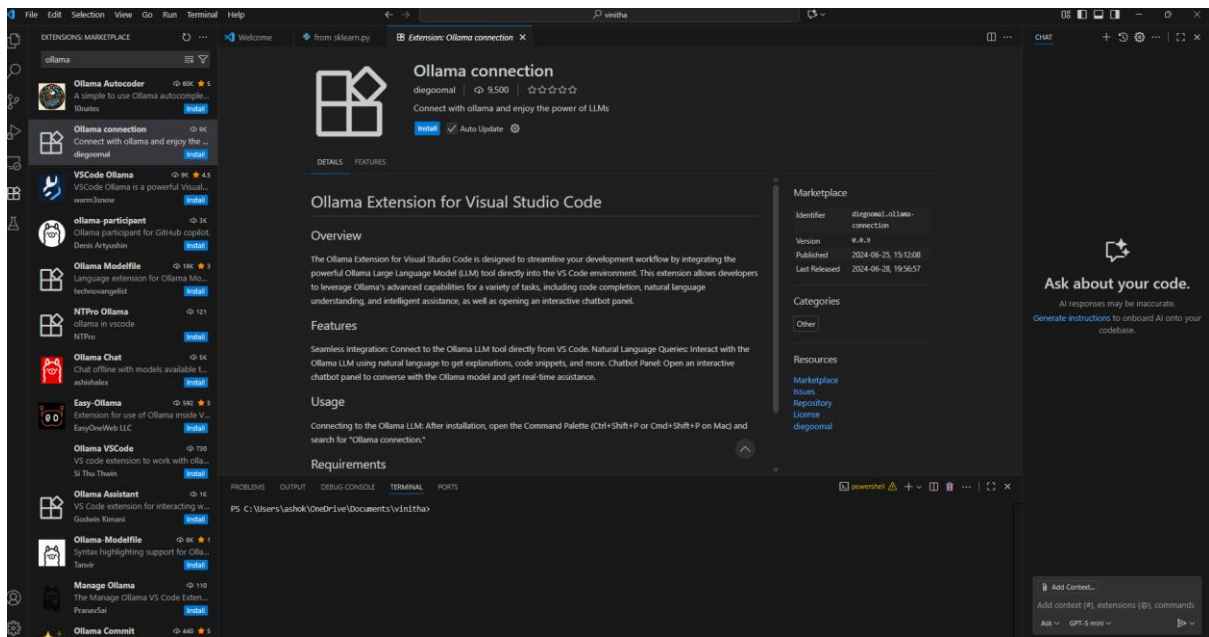 File Edit Selection View Go Run Terminal Help
vinitha
EXTENSIONS: MARKETPLACE
ollama
Ollama Autocoder 60K 5
A simple to use Ollama autocomple...
10nates Install
Ollama connection 9K
Connect with ollama and enjoy the ...
diegoomal Install
VSCode Ollama 9K 4.5
VSCode Ollama is a powerful Visual...
warm3snow Install
ollama-participant 3K
Ollama participant for GitHub copilot.
Denis Artyushin Install
Ollama Modelfile 18K 3
Language extension for Ollama Mo...
technovangelist Install
NTPro Ollama 121
ollama in vscode
NTPro Install
Ollama Chat 5K
Chat offline with models available t...
ashishalex Install
Easy-Ollama 592 5
Extension for use of Ollama inside V...
EasyOneWeb LLC Install
Ollama VSCode 730
VS code extension to work with olla...
Si Thu Thwin Install
Ollama Assistant 1K
VS Code extension for interacting w...
Godwin Kimani Install
Ollama-Modelfile 8K 1
Syntax highlighting support for Olla...
Tanvir Install
Manage Ollama 110
The Manage Ollama VS Code Exten...
PranavSai Install
Ollama Commit 440 5
Welcome from sklearn.py Extension: Ollama connection
Ollama connection
diegoomal 9,500
Connect with ollama and enjoy the power of LLMs
Install Auto Update
DETAILS FEATURES
Ollama Extension for Visual Studio Code
Overview
The Ollama Extension for Visual Studio Code is designed to streamline your development workflow by integrating the
powerful Ollama Large Language Model (LLM) tool directly into the VS Code environment. This extension allows developers
to leverage Ollama's advanced capabilities for a variety of tasks, including code completion, natural language
understanding, and intelligent assistance, as well as opening an interactive chatbot panel.
Features
Seamless Integration: Connect to the Ollama LLM tool directly from VS Code. Natural Language Queries: Interact with the
Ollama LLM using natural language to get explanations, code snippets, and more. Chatbot Panel: Open an interactive
chatbot panel to converse with the Ollama model and get real-time assistance.
Usage
Connecting to the Ollama LLM: After installation, open the Command Palette (Ctrl+Shift+P or Cmd+Shift+P on Mac) and
search for "Ollama connection."
Requirements
Marketplace
Identifier diegoomal.ollama-
connection
Version 0.0.9
Published 2024-06-25, 15:12:08
Last Released 2024-06-28, 19:56:57
Categories
Other
Resources
Marketplace
Issues
Repository
License
diegoomal
PROBLEMS OUTPUT DEBUG CONSOLE TERMINAL PORTS
powershell
PS C:\Users\ashok\OneDrive\Documents\vinitha>
CHAT
Ask about your code.
AI responses may be inaccurate.
Generate instructions to onboard AI onto your
codebase.
Add Context...
Add context (#), extensions (@), commands
Ask GPT-5 mini